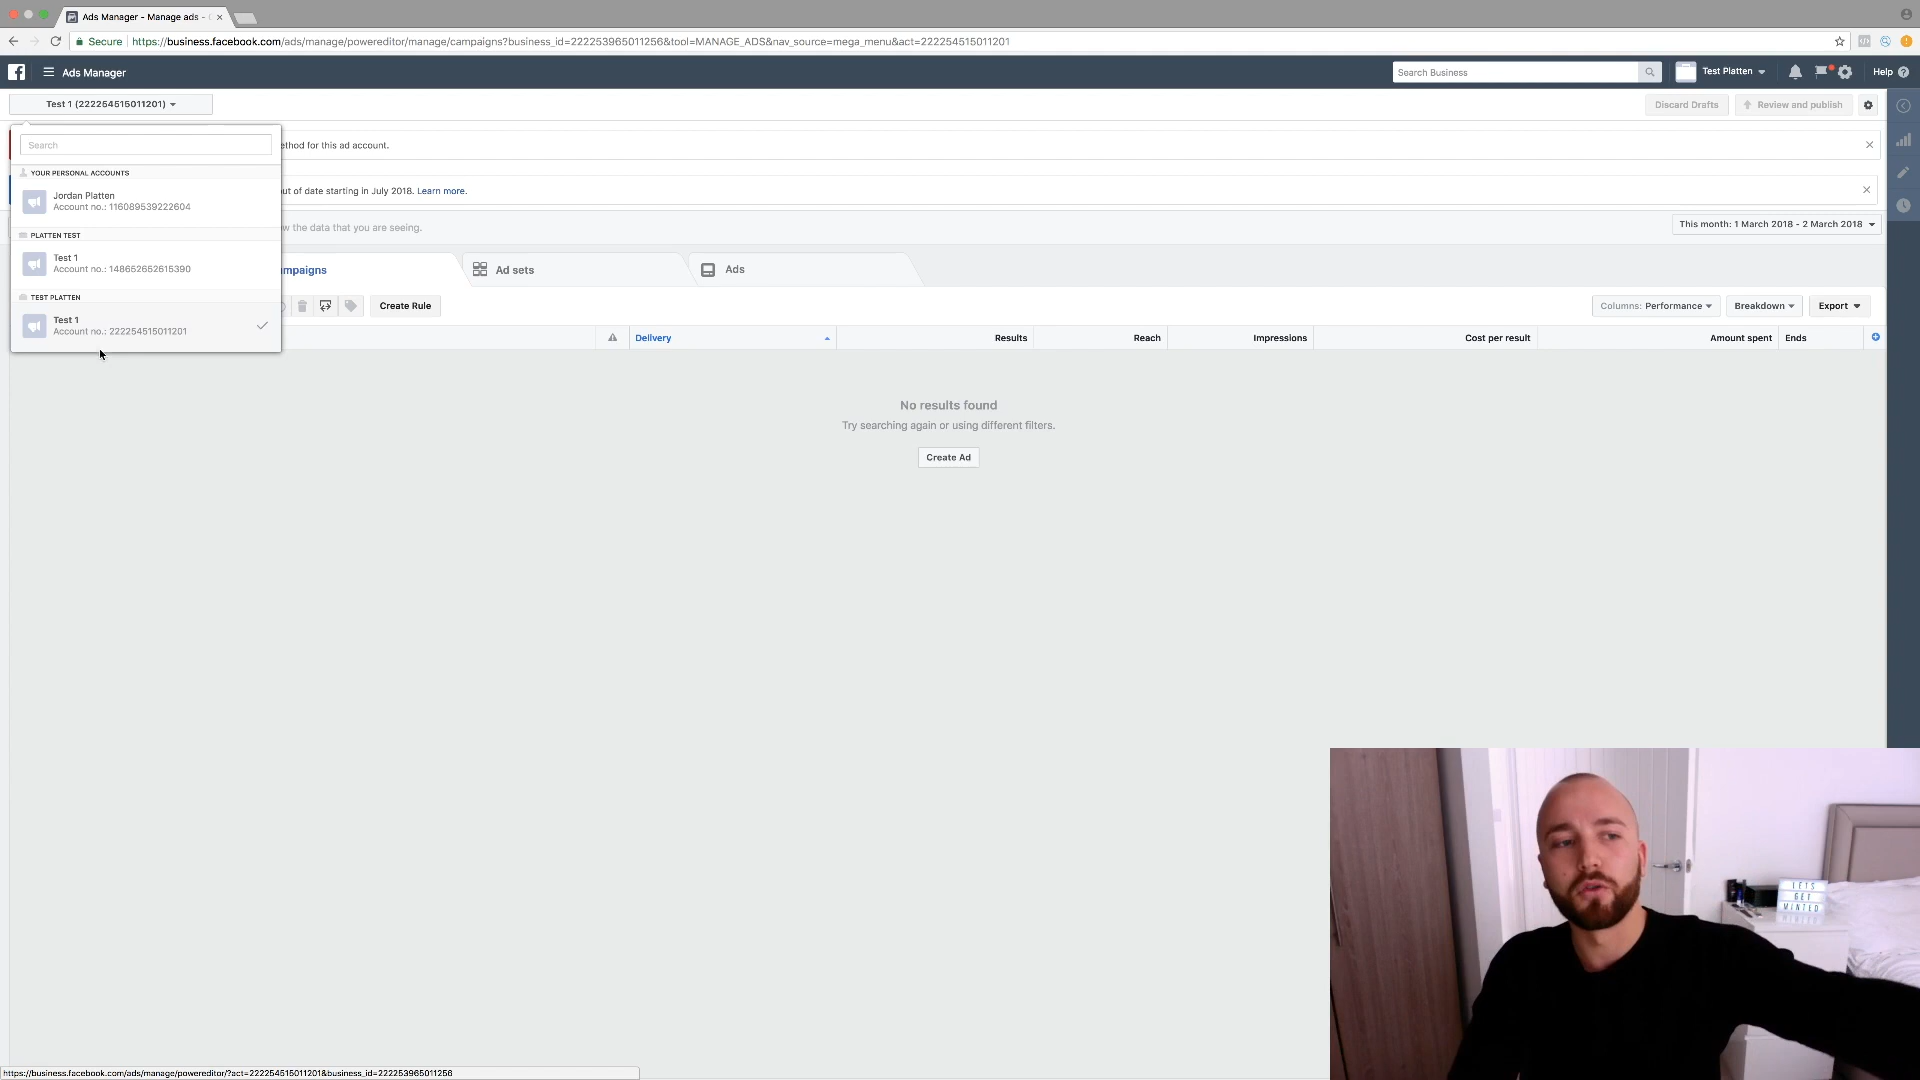 Ads Manager - Manage ads -
Secure https://business.facebook.com/ads/manage/powereditor/manage/campaigns?business_id=222253965011256&tool=MANAGE_ADS&nav_source=mega_menu&act=222254515011201
Ads Manager
Search Business
Test Platten
Help
Test 1 (222254515011201)
Discard Drafts
Review and publish
Search
ethod for this ad account.
YOUR PERSONAL ACCOUNTS
Jordan Platten
Account no.: 116089539222604
ut of date starting in July 2018. Learn more.
PLATTEN TEST
w the data that you are seeing.
This month: 1 March 2018 - 2 March 2018
Test 1
Account no.: 148652652615390
mpaigns
Ad sets
Ads
TEST PLATTEN
Test 1
Account no.: 222254515011201
Create Rule
Columns: Performance
Breakdown
Export
Delivery
Results
Reach
Impressions
Cost per result
Amount spent
Ends
No results found
Try searching again or using different filters.
Create Ad
LETS
GET
MINTED
https://business.facebook.com/ads/manage/powereditor/?act=222254515011201&business_id=222253965011256